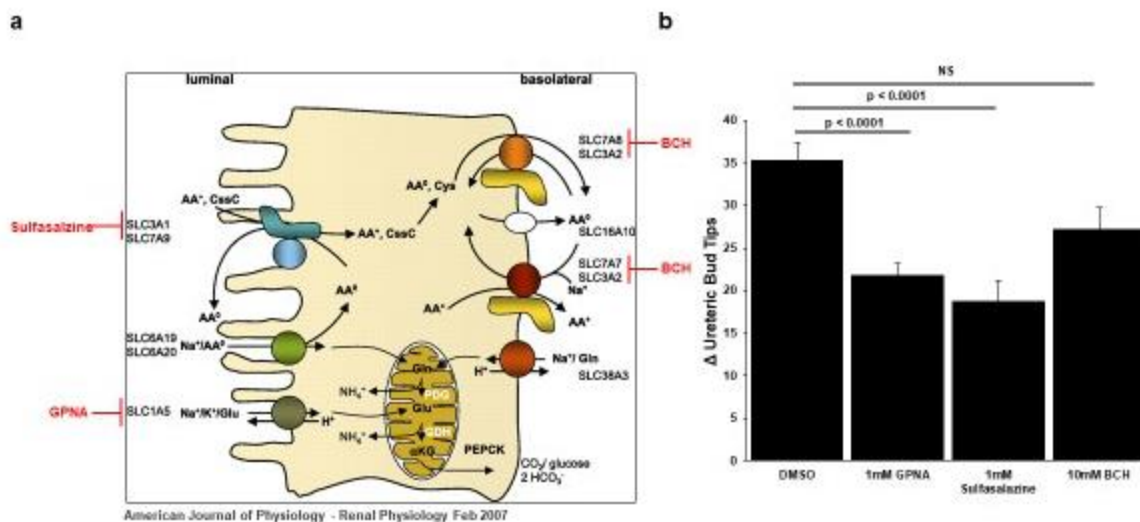 a
luminal
basolateral
SLC7A8
SLC3A2
BCH
AA⁰, Cys
AA⁺, CssC
Sulfasalzine
SLC3A1
SLC7A9
AA⁺, CssC
AA⁰
SLC16A10
SLC7A7
SLC3A2
BCH
Na⁺
AA⁰
AA⁺
AA⁺
AA⁰
SLC6A19
SLC6A20
Na⁺/AA⁰
Na⁺/ Gln
H⁺
SLC38A3
Gln
NH₄⁺
PDG
GPNA
SLC1A5
Na⁺/K⁺/Glu
H⁺
Glu
NH₄⁺
GDH
αKG
PEPCK
CO₂/ glucose
2 HCO₃⁻
American Journal of Physiology - Renal Physiology Feb 2007
b
NS
p < 0.0001
p < 0.0001
Δ Ureteric Bud Tips
40
35
30
25
20
15
10
5
0
DMSO
1mM GPNA
1mM
Sulfasalazine
10mM BCH